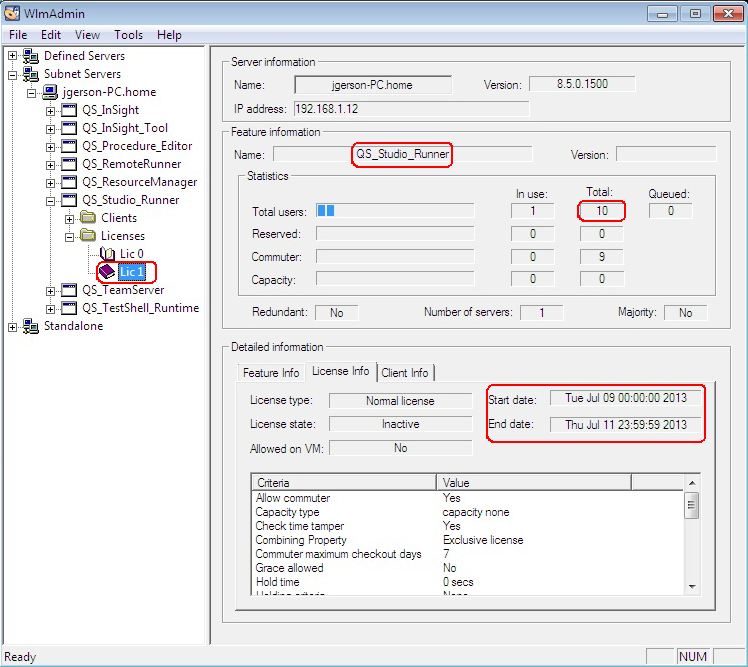 WlmAdmin
File Edit View Tools Help
Defined Servers
Subnet Servers
jgerson-PC.home
QS_InSight
QS_InSight_Tool
QS_Procedure_Editor
QS_RemoteRunner
QS_ResourceManager
QS_Studio_Runner
Clients
Licenses
Lic 0
Lic 1
QS_TeamServer
QS_TestShell_Runtime
Standalone
Server information
Name: jgerson-PC.home Version: 8.5.0.1500
IP address: 192.168.1.12
Feature information
Name: QS_Studio_Runner Version:
Statistics
In use: Total: Queued:
Total users: 1 10 0
Reserved: 0 0
Commuter: 0 9
Capacity: 0 0
Redundant: No Number of servers: 1 Majority: No
Detailed information
Feature Info License Info Client Info
License type: Normal license Start date: Tue Jul 09 00:00:00 2013
License state: Inactive End date: Thu Jul 11 23:59:59 2013
Allowed on VM: No
Criteria Value
Allow commuter Yes
Capacity type capacity none
Check time tamper Yes
Combining Property Exclusive license
Commuter maximum checkout days 7
Grace allowed No
Hold time 0 secs
Ready NUM